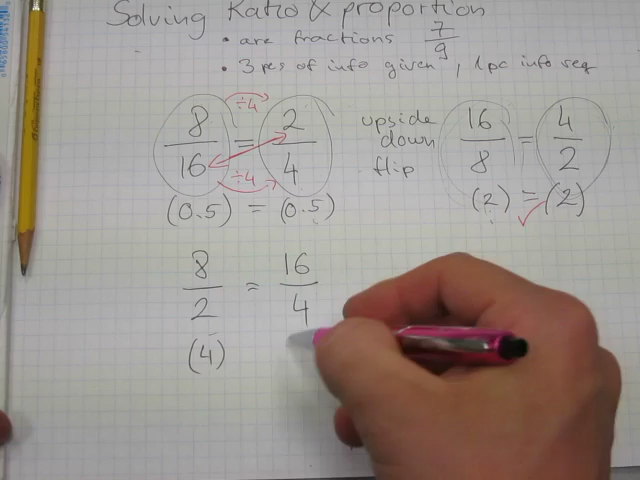 Solving Ratio & proportion
• are fractions 7/9
• 3 pcs of info given, 1 pc info req
÷4
8/16 = 2/4
÷4
(0.5) = (0.5)
upside
down
flip
16/8 = 4/2
(2) = (2)
8/2 = 16/4
(4)